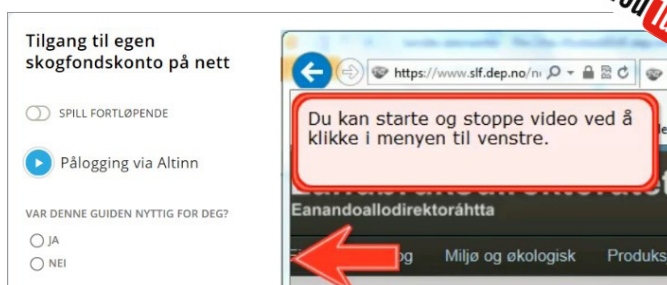 Tilgang til egen
skogfondskonto på nett
SPILL FORTLØPENDE
Pålogging via Altinn
VAR DENNE GUIDEN NYTTIG FOR DEG?
JA
NEI
You
https://www.slf.dep.no/
Du kan starte og stoppe video ved å
klikke i menyen til venstre.
Eanandoallodirektoráhtta
og Miljø og økologisk Produks